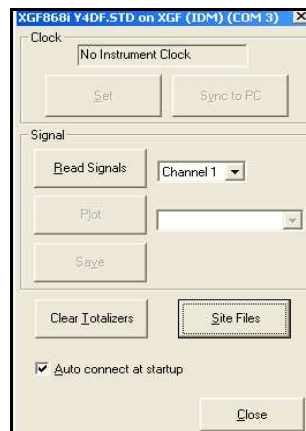 XGF868i Y4DF.STD on XGF (IDM) (COM 3)
Clock
No Instrument Clock
Set
Sync to PC
Signal
Read Signals
Channel 1
Plot
Save
Clear Totalizers
Site Files
Auto connect at startup
Close